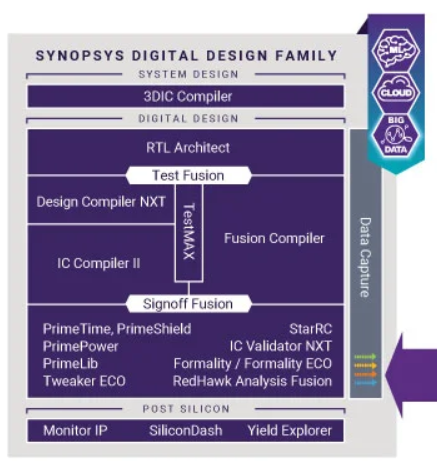 SYNOPSYS DIGITAL DESIGN FAMILY
SYSTEM DESIGN
3DIC Compiler
DIGITAL DESIGN
RTL Architect
Test Fusion
Design Compiler NXT
TestMAX
Fusion Compiler
IC Compiler II
Signoff Fusion
PrimeTime, PrimeShield
PrimePower
PrimeLib
Tweaker ECO
StarRC
IC Validator NXT
Formality / Formality ECO
RedHawk Analysis Fusion
POST SILICON
Monitor IP
SiliconDash
Yield Explorer
Data Capture
ML
CLOUD
BIG
DATA